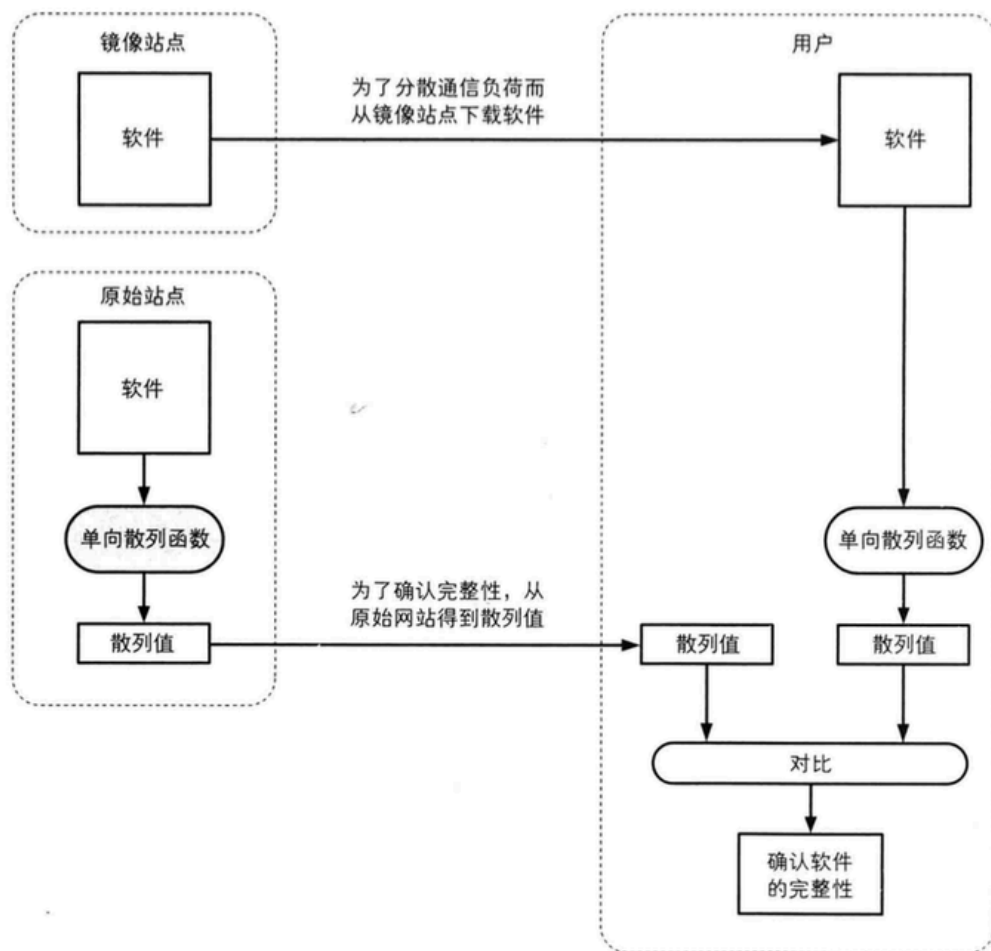 镜像站点
软件
为了分散通信负荷而
从镜像站点下载软件
用户
软件
原始站点
软件
单向散列函数
散列值
为了确认完整性，从
原始网站得到散列值
单向散列函数
散列值
散列值
对比
确认软件
的完整性